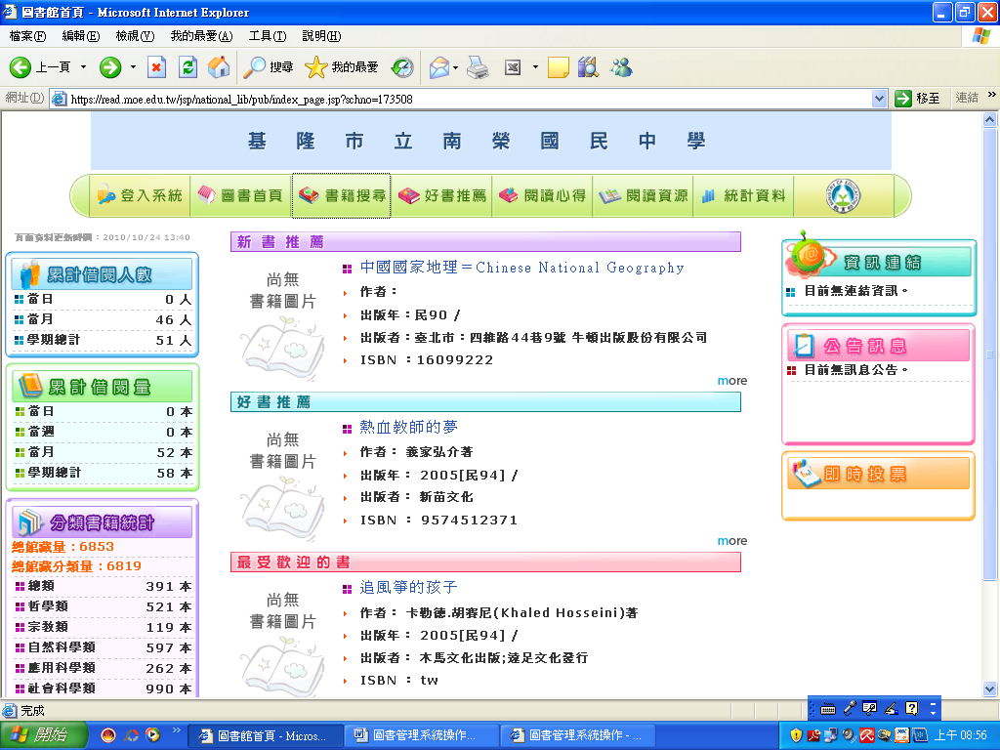 圖書館首頁 - Microsoft Internet Explorer
檔案(F) 編輯(E) 檢視(V) 我的最愛(A) 工具(T) 說明(H)
上一頁 搜尋 我的最愛
網址(D) https://read.moe.edu.tw/jsp/national_lib/pub/index_page.jsp?schno=173508 移至 連結 »
基隆市立南榮國民中學
登入系統 圖書首頁 書籍搜尋 好書推薦 閱讀心得 閱讀資源 統計資料
頁面資料更新時間：2010/10/24 13:40
累計借閱人數
當日 0 人
當月 46 人
學期總計 51 人
累計借閱量
當日 0 本
當週 0 本
當月 52 本
學期總計 58 本
分類書籍統計
總館藏量：6853
總館藏分類量：6819
總類 391 本
哲學類 521 本
宗教類 119 本
自然科學類 597 本
應用科學類 262 本
社會科學類 990 本
新書推薦
尚無
書籍圖片
中國國家地理＝Chinese National Geography
作者：
出版年：民90 /
出版者：臺北市：四維路44巷9號 牛頓出版股份有限公司
ISBN ：16099222
more
好書推薦
尚無
書籍圖片
熱血教師的夢
作者： 義家弘介著
出版年： 2005[民94] /
出版者： 新苗文化
ISBN ： 9574512371
more
最受歡迎的書
尚無
書籍圖片
追風箏的孩子
作者： 卡勒德.胡賽尼(Khaled Hosseini)著
出版年： 2005[民94] /
出版者： 木馬文化出版;遠足文化發行
ISBN ： tw
資訊連結
目前無連結資訊。
公告訊息
目前無訊息公告。
即時投票
完成
開始 » 圖書館首頁 - Micros... 圖書管理系統操作... 圖書管理系統操作 - ... 上午 08:56